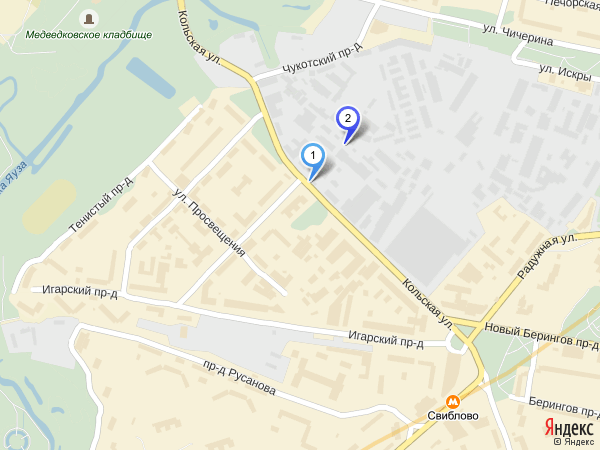 Печорская
ул. Чичерина
Медведковское кладбище
Кольская ул.
Чукотский пр-д
ул. Искры
2
1
Яуза
Тенистый пр-д
ул. Просвещения
Радужная ул.
Кольская ул.
Игарский пр-д
Новый Берингов пр-д
Игарский пр-д
пр-д Русанова
М
Свиблово
Берингов пр-д
Яндекс
© Яндекс